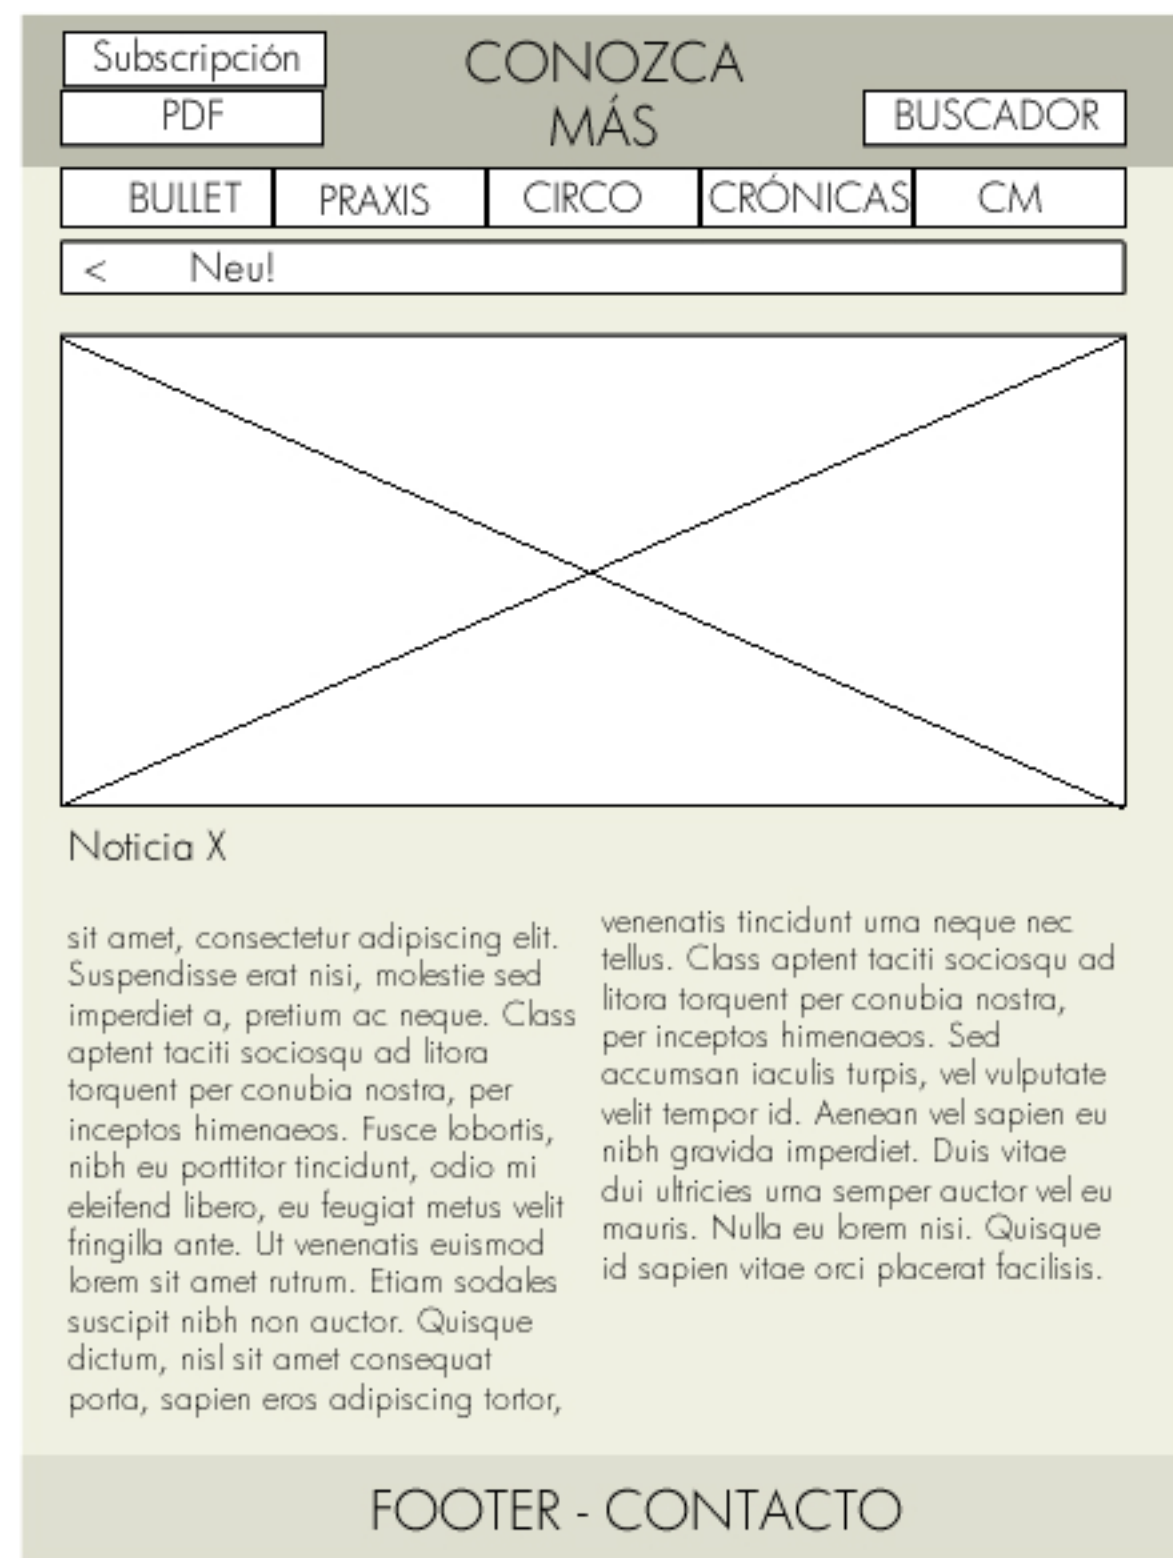 Subscripción
PDF
CONOZCA
MÁS
BUSCADOR
BULLET PRAXIS CIRCO CRÓNICAS CM
< Neu!
Noticia X
sit amet, consectetur adipiscing elit.
Suspendisse erat nisi, molestie sed
imperdiet a, pretium ac neque. Class
aptent taciti sociosqu ad litora
torquent per conubia nostra, per
inceptos himenaeos. Fusce lobortis,
nibh eu porttitor tincidunt, odio mi
eleifend libero, eu feugiat metus velit
fringilla ante. Ut venenatis euismod
lorem sit amet rutrum. Etiam sodales
suscipit nibh non auctor. Quisque
dictum, nisl sit amet consequat
porta, sapien eros adipiscing tortor,
venenatis tincidunt urna neque nec
tellus. Class aptent taciti sociosqu ad
litora torquent per conubia nostra,
per inceptos himenaeos. Sed
accumsan iaculis turpis, vel vulputate
velit tempor id. Aenean vel sapien eu
nibh gravida imperdiet. Duis vitae
dui ultricies urna semper auctor vel eu
mauris. Nulla eu lorem nisi. Quisque
id sapien vitae orci placerat facilisis.
FOOTER - CONTACTO